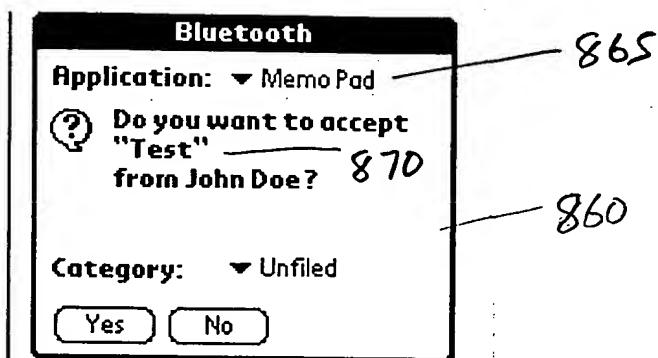 Bluetooth
Application: ▼ Memo Pad 865
Do you want to accept
"Test" 870
from John Doe?
860
Category: ▼ Unfiled
Yes No